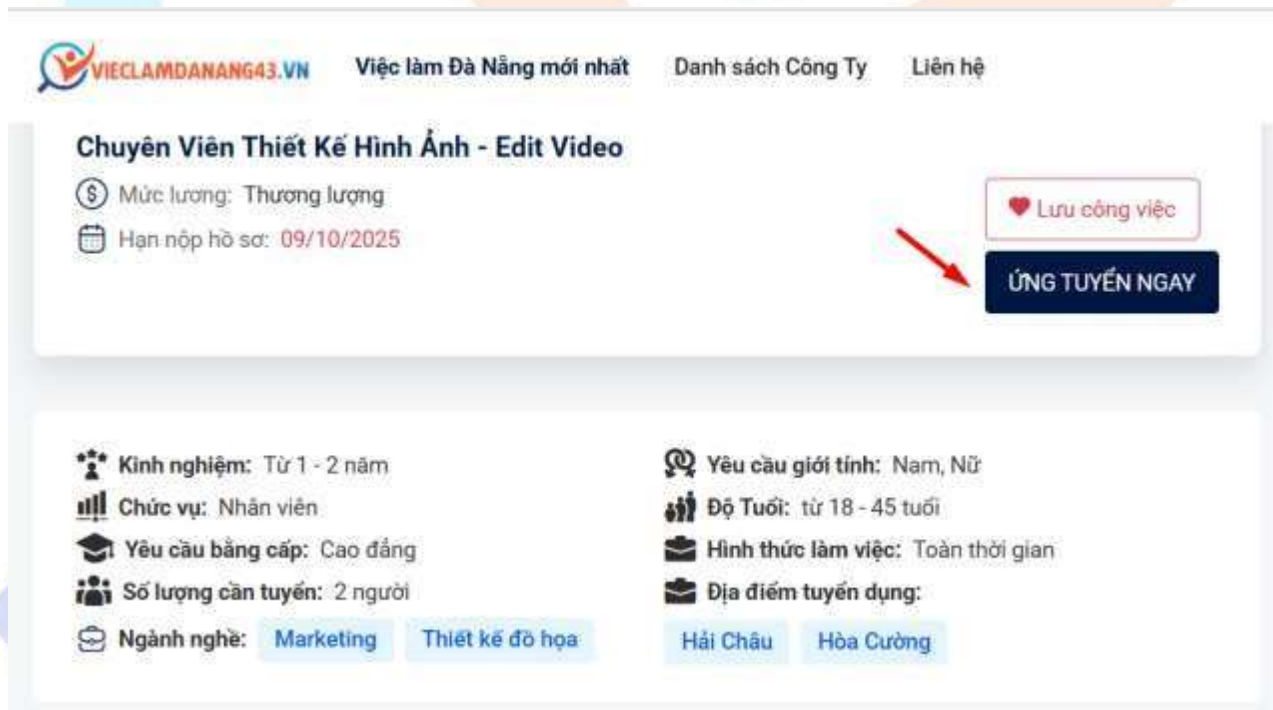 VIECLAMDANANG43.VN Việc làm Đà Nẵng mới nhất Danh sách Công Ty Liên hệ
Chuyên Viên Thiết Kế Hình Ảnh - Edit Video
Mức lương: Thương lượng
Hạn nộp hồ sơ: 09/10/2025
Lưu công việc
ỨNG TUYỂN NGAY
Kinh nghiệm: Từ 1 - 2 năm
Chức vụ: Nhân viên
Yêu cầu bằng cấp: Cao đẳng
Số lượng cần tuyển: 2 người
Ngành nghề: Marketing Thiết kế đồ họa
Yêu cầu giới tính: Nam, Nữ
Độ Tuổi: từ 18 - 45 tuổi
Hình thức làm việc: Toàn thời gian
Địa điểm tuyển dụng:
Hải Châu Hòa Cường